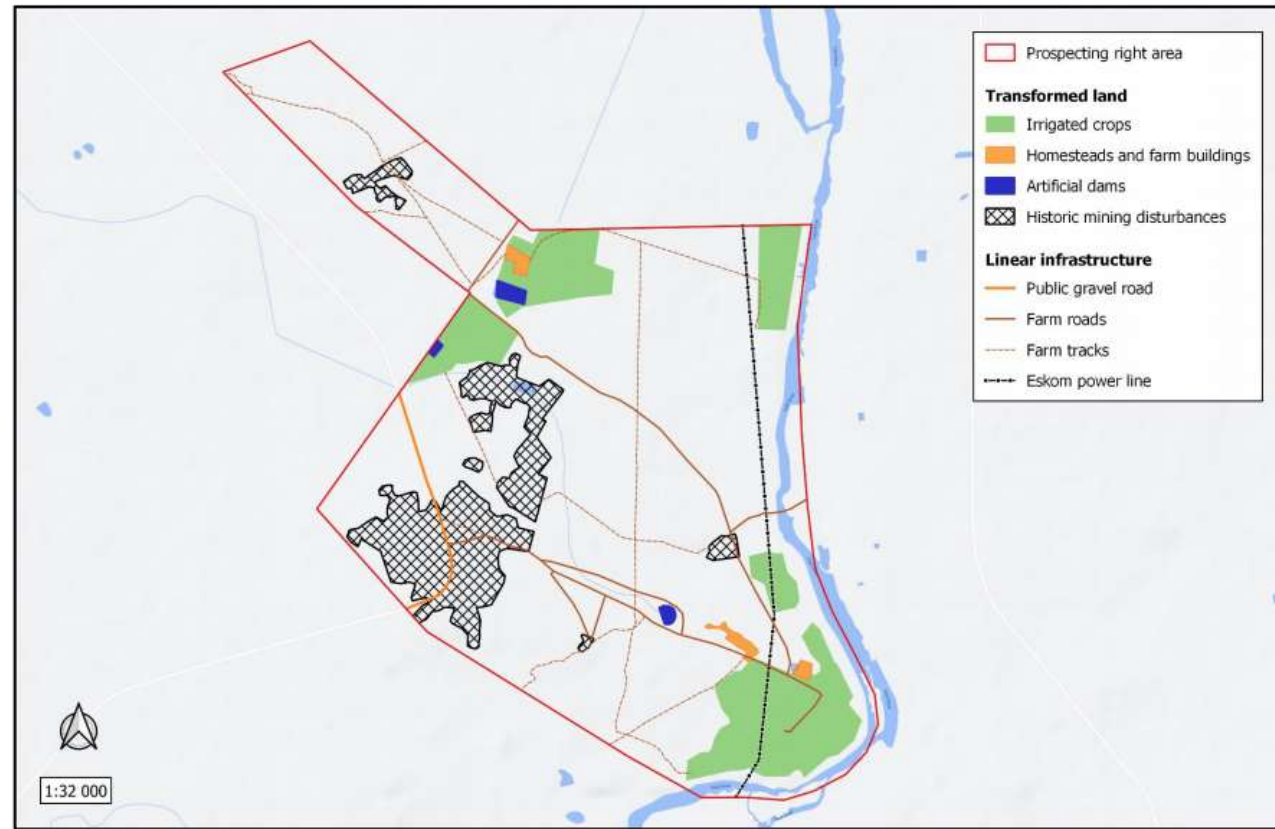 Prospecting right area
Transformed land
Irrigated crops
Homesteads and farm buildings
Artificial dams
Historic mining disturbances
Linear infrastructure
Public gravel road
Farm roads
Farm tracks
Eskom power line
1:32 000